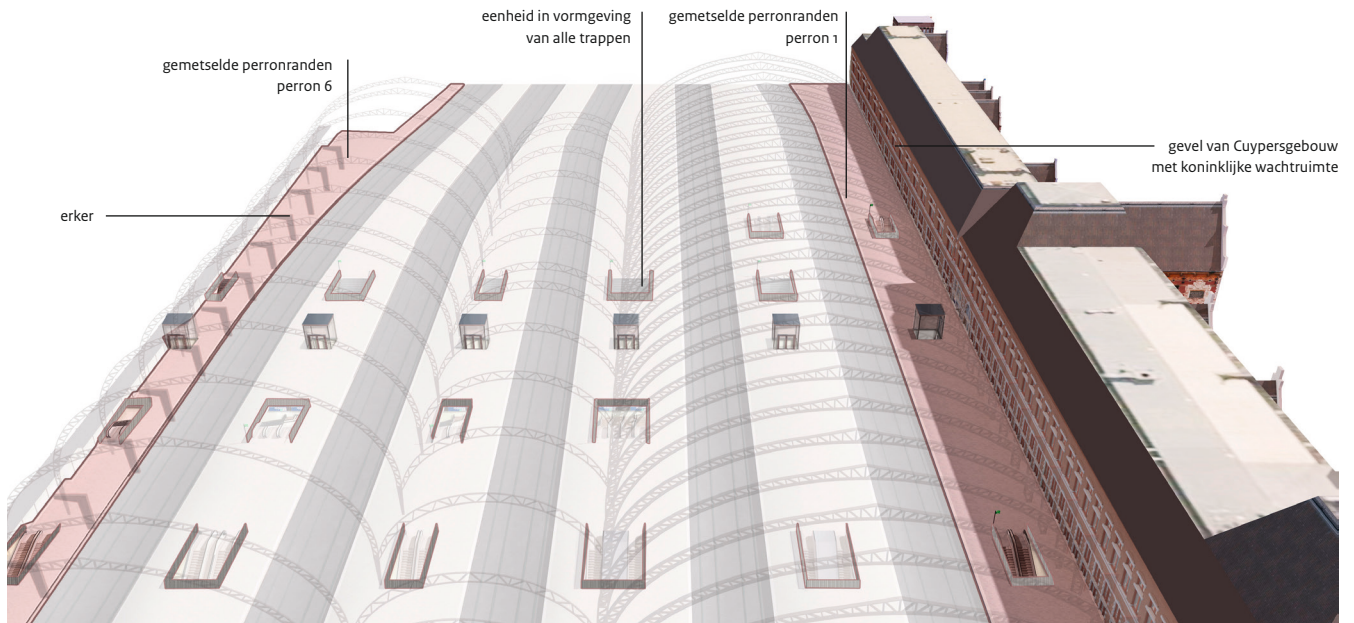 eenheid in vormgeving
van alle trappen
gemetselde perronranden
perron 1
gemetselde perronranden
perron 6
gevel van Cuypersgebouw
met koninklijke wachtruimte
erker